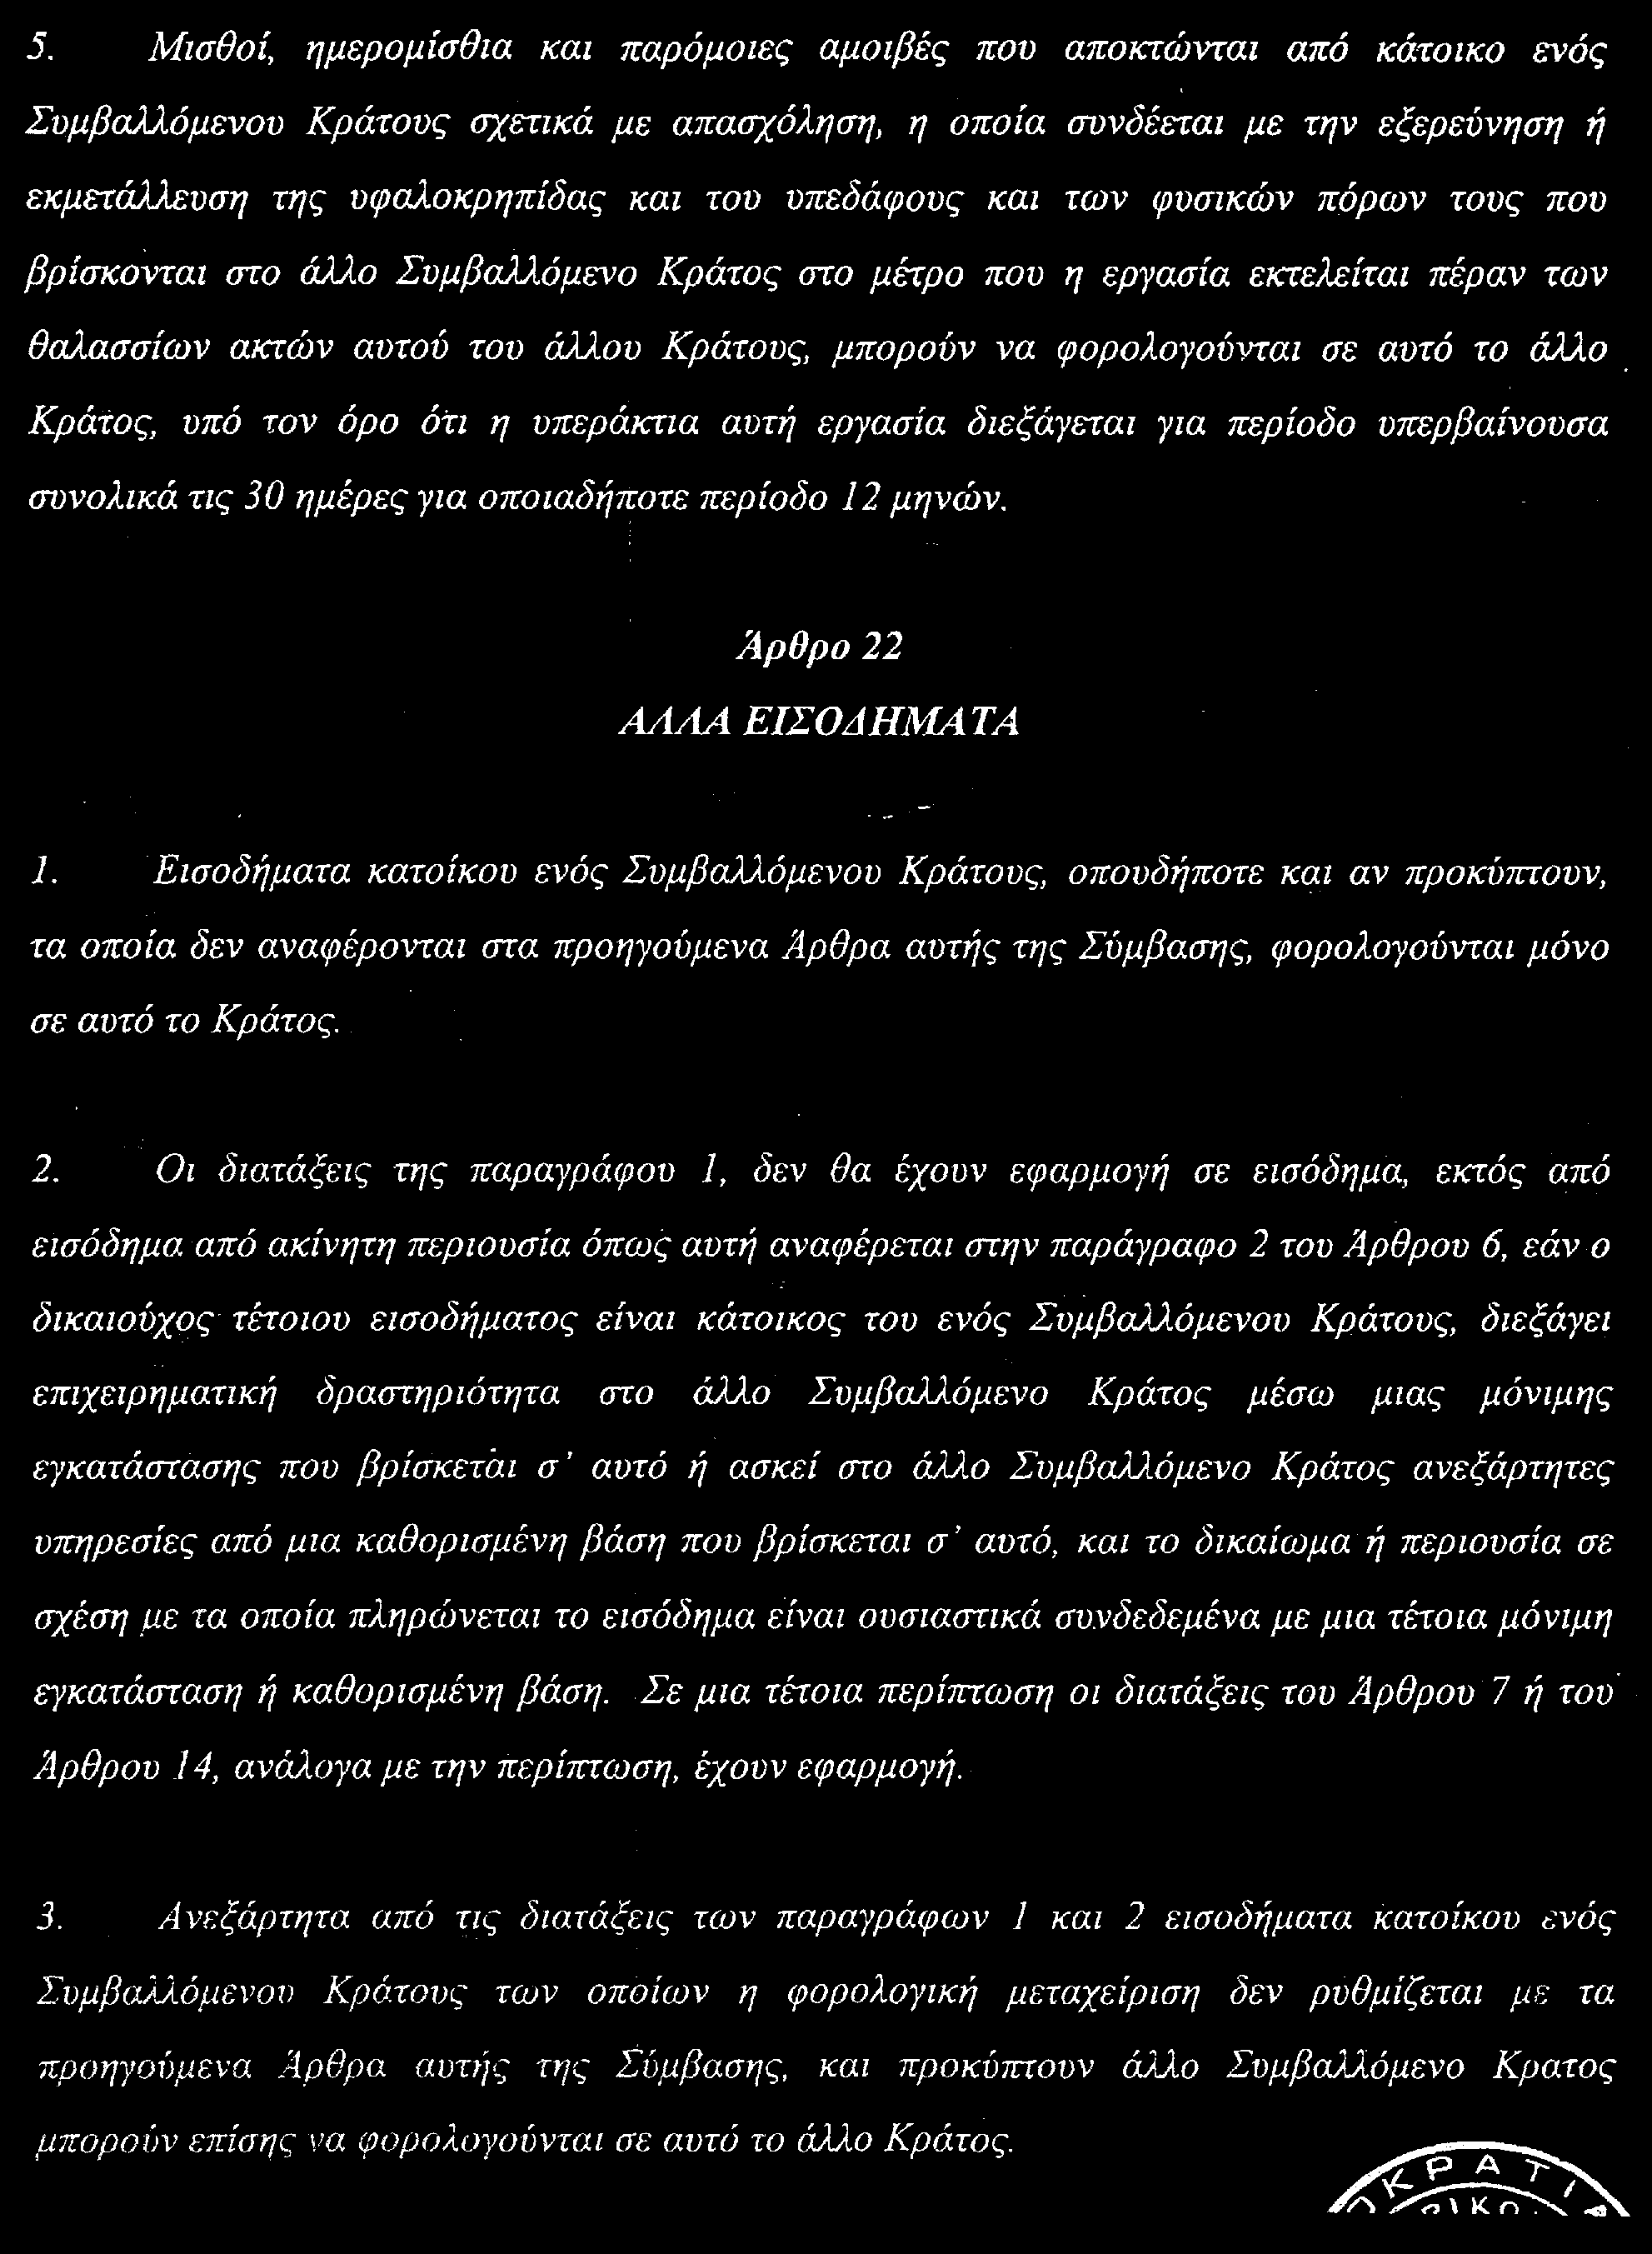 5. Μισθοί, ημερομίσθια και παρόμοιες αμοιβές που αποκτώνται από κάτοικο ενός
Συμβαλλόμενου Κράτους σχετικά με απασχόληση, η οποία συνδέεται με την εξερεύνηση ή
εκμετάλλευση της υφαλοκρηπίδας και του υπεδάφους και των φυσικών πόρων τους που
βρίσκονται στο άλλο Συμβαλλόμενο Κράτος στο μέτρο που η εργασία εκτελείται πέραν των
θαλασσίων ακτών αυτού του άλλου Κράτους, μπορούν να φορολογούνται σε αυτό το άλλο
Κράτος, υπό τον όρο ότι η υπεράκτια αυτή εργασία διεξάγεται για περίοδο υπερβαίνουσα
συνολικά τις 30 ημέρες για οποιαδήποτε περίοδο 12 μηνών.
Άρθρο 22
ΑΛΛΑ ΕΙΣΟΔΗΜΑΤΑ
1. Εισοδήματα κατοίκου ενός Συμβαλλόμενου Κράτους, οπουδήποτε και αν προκύπτουν,
τα οποία δεν αναφέρονται στα προηγούμενα Άρθρα αυτής της Σύμβασης, φορολογούνται μόνο
σε αυτό το Κράτος.
2. Οι διατάξεις της παραγράφου 1, δεν θα έχουν εφαρμογή σε εισόδημα, εκτός από
εισόδημα από ακίνητη περιουσία όπως αυτή αναφέρεται στην παράγραφο 2 του Άρθρου 6, εάν ο
δικαιούχος τέτοιου εισοδήματος είναι κάτοικος του ενός Συμβαλλόμενου Κράτους, διεξάγει
επιχειρηματική δραστηριότητα στο άλλο Συμβαλλόμενο Κράτος μέσω μιας μόνιμης
εγκατάστασης που βρίσκεται σ' αυτό ή ασκεί στο άλλο Συμβαλλόμενο Κράτος ανεξάρτητες
υπηρεσίες από μια καθορισμένη βάση που βρίσκεται σ' αυτό, και το δικαίωμα ή περιουσία σε
σχέση με τα οποία πληρώνεται το εισόδημα είναι ουσιαστικά συνδεδεμένα με μια τέτοια μόνιμη
εγκατάσταση ή καθορισμένη βάση. Σε μια τέτοια περίπτωση οι διατάξεις του Άρθρου 7 ή του
Άρθρου 14, ανάλογα με την περίπτωση, έχουν εφαρμογή.
3. Ανεξάρτητα από τις διατάξεις των παραγράφων 1 και 2 εισοδήματα κατοίκου ενός
Συμβαλλόμενου Κράτους των οποίων η φορολογική μεταχείριση δεν ρυθμίζεται με τα
προηγούμενα Άρθρα αυτής της Σύμβασης, και προκύπτουν άλλο Συμβαλλόμενο Κρατος
μπορούν επίσης να φορολογούνται σε αυτό το άλλο Κράτος.